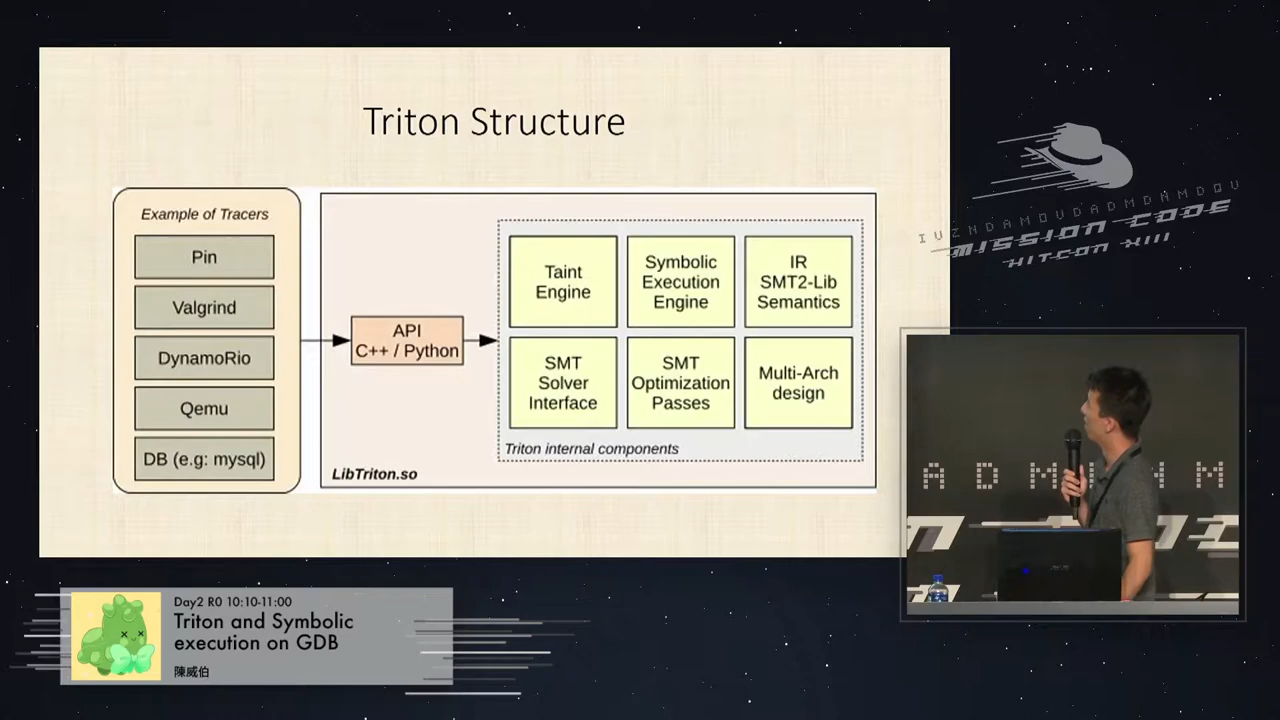 Triton Structure
Example of Tracers
Pin
Valgrind
DynamoRio
Qemu
DB (e.g: mysql)
API
C++ / Python
Taint
Engine
Symbolic
Execution
Engine
IR
SMT2-Lib
Semantics
SMT
Solver
Interface
SMT
Optimization
Passes
Multi-Arch
design
Triton internal components
LibTriton.so
MISSION CODE
HITCON XIII
A D M
M
Day2 R0 10:10-11:00
Triton and Symbolic
execution on GDB
陳威伯